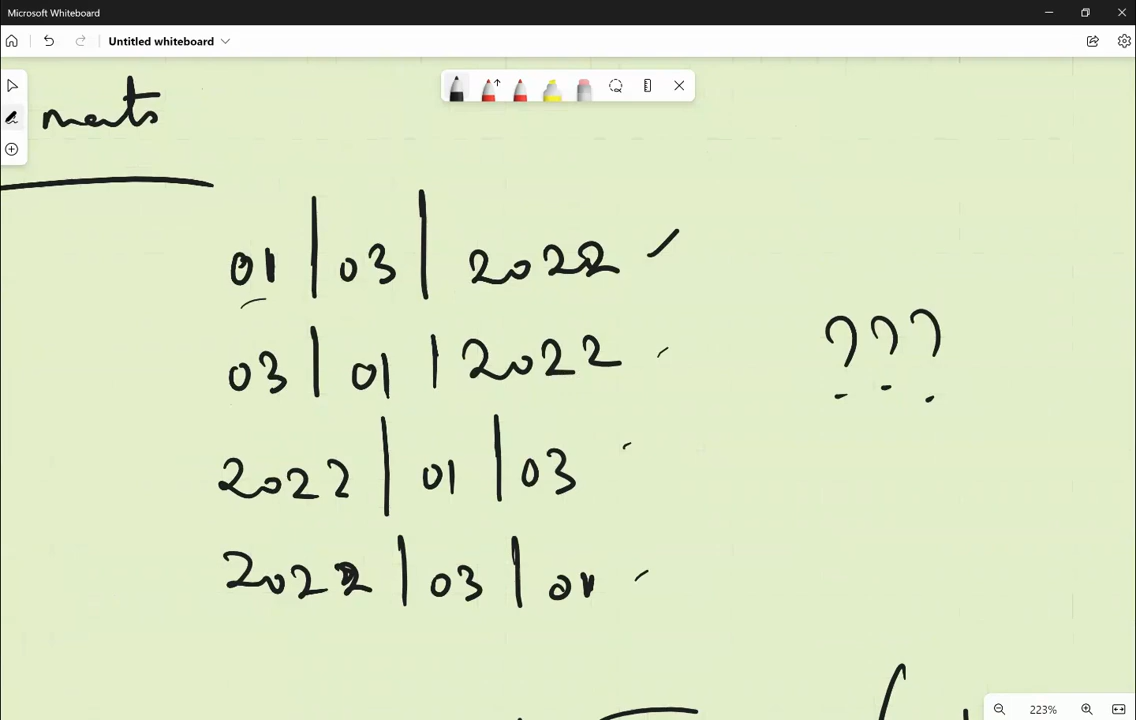 Microsoft Whiteboard
Untitled whiteboard
ments
01 | 03 | 2022
03 | 01 | 2022
???
2022 | 01 | 03
2022 | 03 | 01
223%